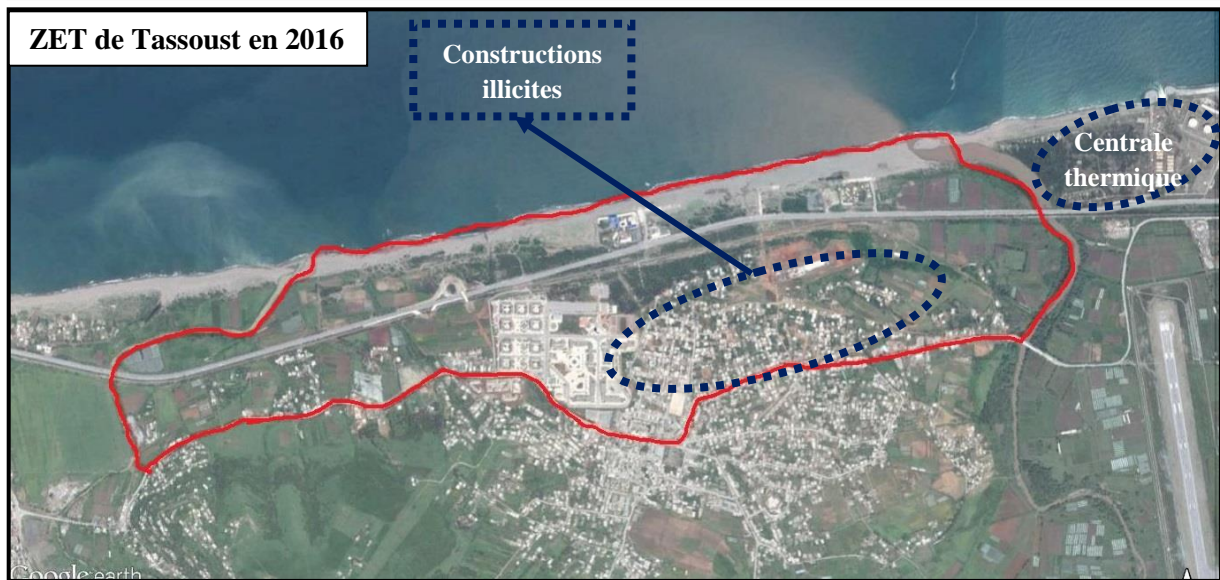 ZET de Tassoust en 2016
Constructions
illicites
Centrale
thermique
Google earth